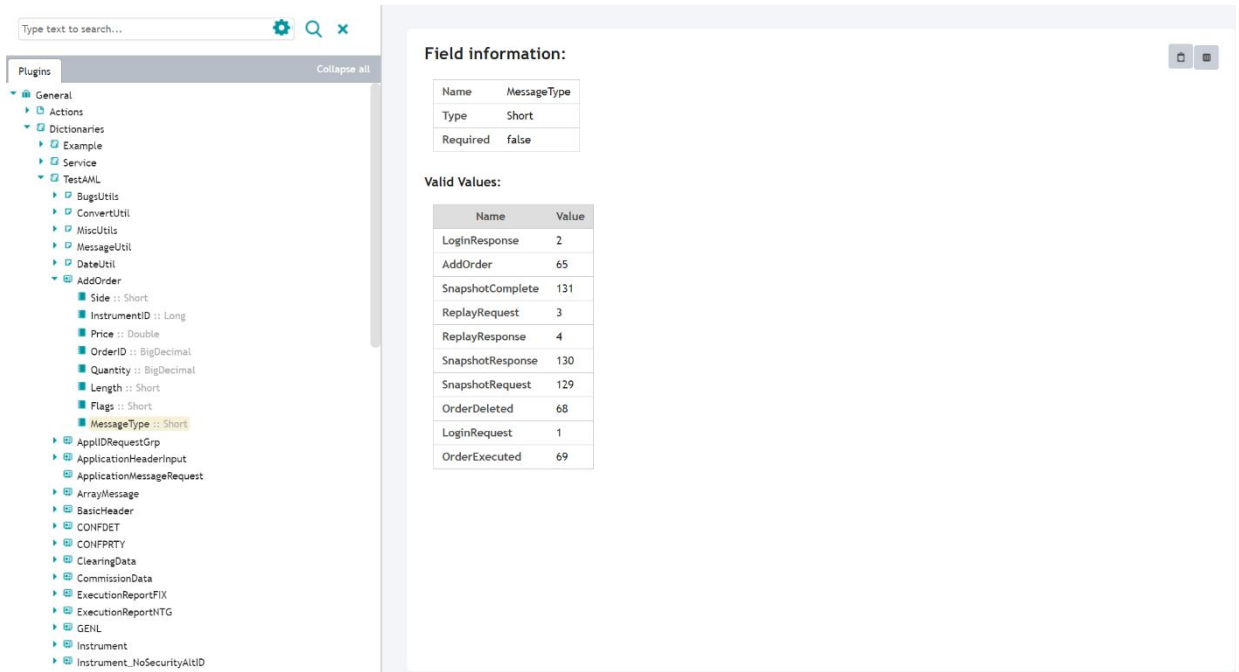 Type text to search...
Plugins
Collapse all
General
Actions
Dictionaries
Example
Service
TestAML
BugsUtils
ConvertUtil
MiscUtils
MessageUtil
DateUtil
AddOrder
Side :: Short
InstrumentID :: Long
Price :: Double
OrderID :: BigDecimal
Quantity :: BigDecimal
Length :: Short
Flags :: Short
MessageType :: Short
ApplIDRequestGrp
ApplicationHeaderInput
ApplicationMessageRequest
ArrayMessage
BasicHeader
CONFDET
CONFPRTY
ClearingData
CommissionData
ExecutionReportFIX
ExecutionReportNTG
GENL
Instrument
Instrument_NoSecurityAltID
Field information:
Name MessageType
Type Short
Required false
Valid Values:
Name Value
LoginResponse 2
AddOrder 65
SnapshotComplete 131
ReplayRequest 3
ReplayResponse 4
SnapshotResponse 130
SnapshotRequest 129
OrderDeleted 68
LoginRequest 1
OrderExecuted 69